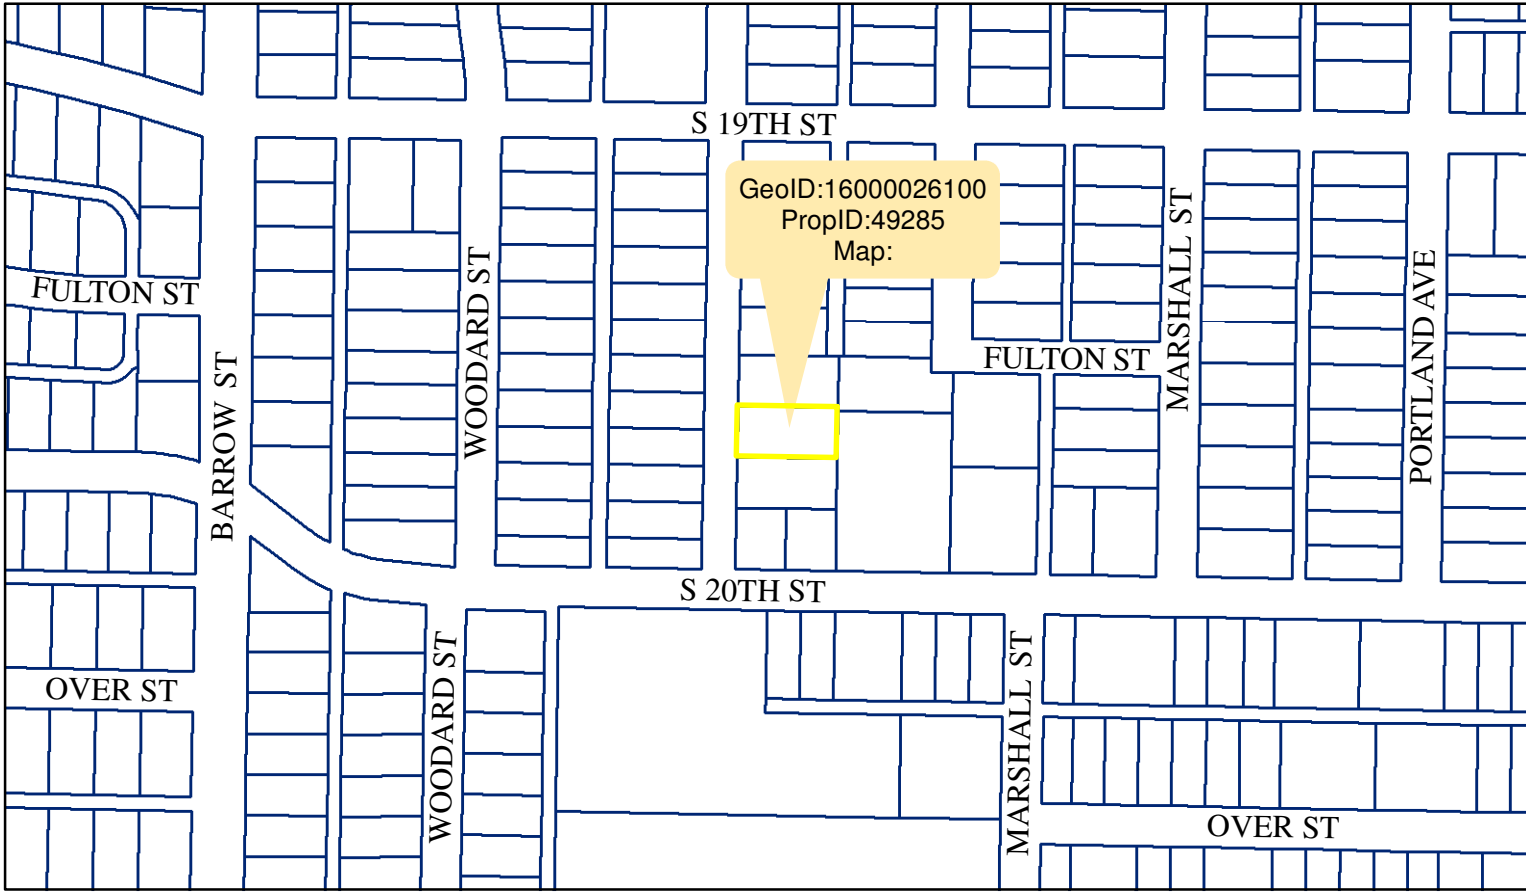 S 19TH ST
GeoID:16000026100
PropID:49285
Map:
FULTON ST
BARROW ST
WOODARD ST
FULTON ST
MARSHALL ST
PORTLAND AVE
S 20TH ST
OVER ST
WOODARD ST
MARSHALL ST
OVER ST